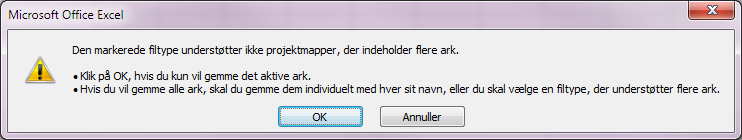 Microsoft Office Excel
Den markerede filtype understøtter ikke projektmapper, der indeholder flere ark.
• Klik på OK, hvis du kun vil gemme det aktive ark.
• Hvis du vil gemme alle ark, skal du gemme dem individuelt med hver sit navn, eller du skal vælge en filtype, der understøtter flere ark.
OK
Annuller